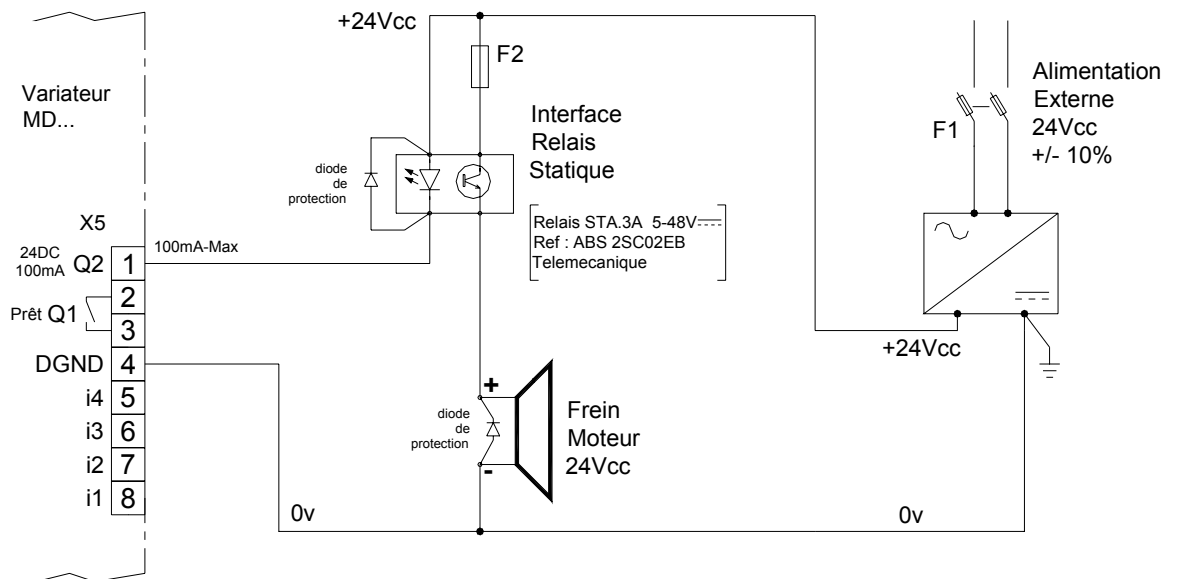 +24Vcc
F2
Variateur
MD...
Interface
Relais
Statique
Alimentation
Externe
24Vcc
+/- 10%
F1
diode
de
protection
Relais STA.3A 5-48V
Ref : ABS 2SC02EB
Telemecanique
X5
24DC
100mA
Q2 1
100mA-Max
Prêt Q1
2
3
DGND 4
i4 5
i3 6
i2 7
i1 8
+24Vcc
+
diode
de
protection
-
Frein
Moteur
24Vcc
0v
0v